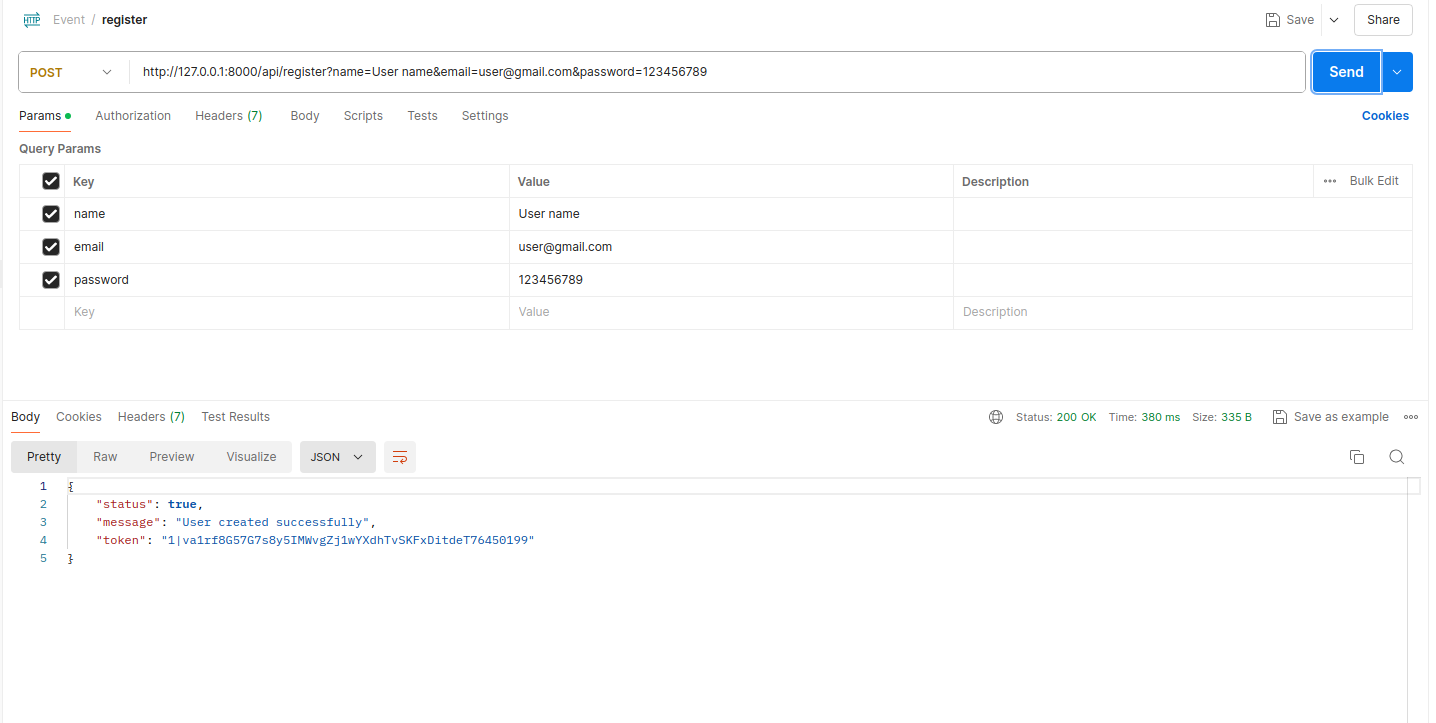 HTTP Event / register Save Share
POST http://127.0.0.1:8000/api/register?name=User name&email=user@gmail.com&password=123456789 Send
Params Authorization Headers (7) Body Scripts Tests Settings Cookies
Query Params
Key Value Description ••• Bulk Edit
name User name
email user@gmail.com
password 123456789
Key Value Description
Body Cookies Headers (7) Test Results Status: 200 OK Time: 380 ms Size: 335 B Save as example
Pretty Raw Preview Visualize JSON
1 {
2 "status": true,
3 "message": "User created successfully",
4 "token": "1|va1rf8G57G7s8y5IMWvgZj1wYXdhTvSKFxDitdeT76450199"
5 }